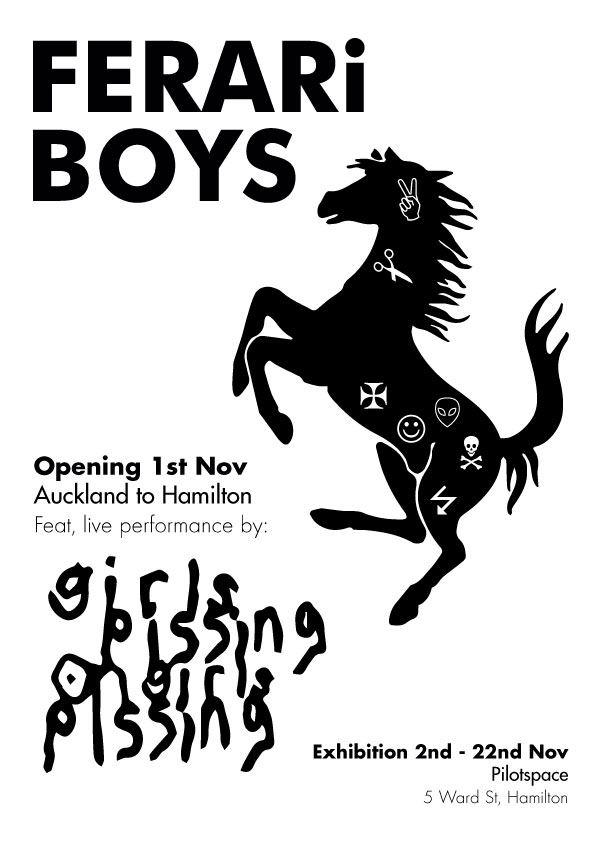 FERARi
BOYS
Opening 1st Nov
Auckland to Hamilton
Feat, live performance by:
girls
pissing
on girls
pissing
Exhibition 2nd - 22nd Nov
Pilotspace
5 Ward St, Hamilton